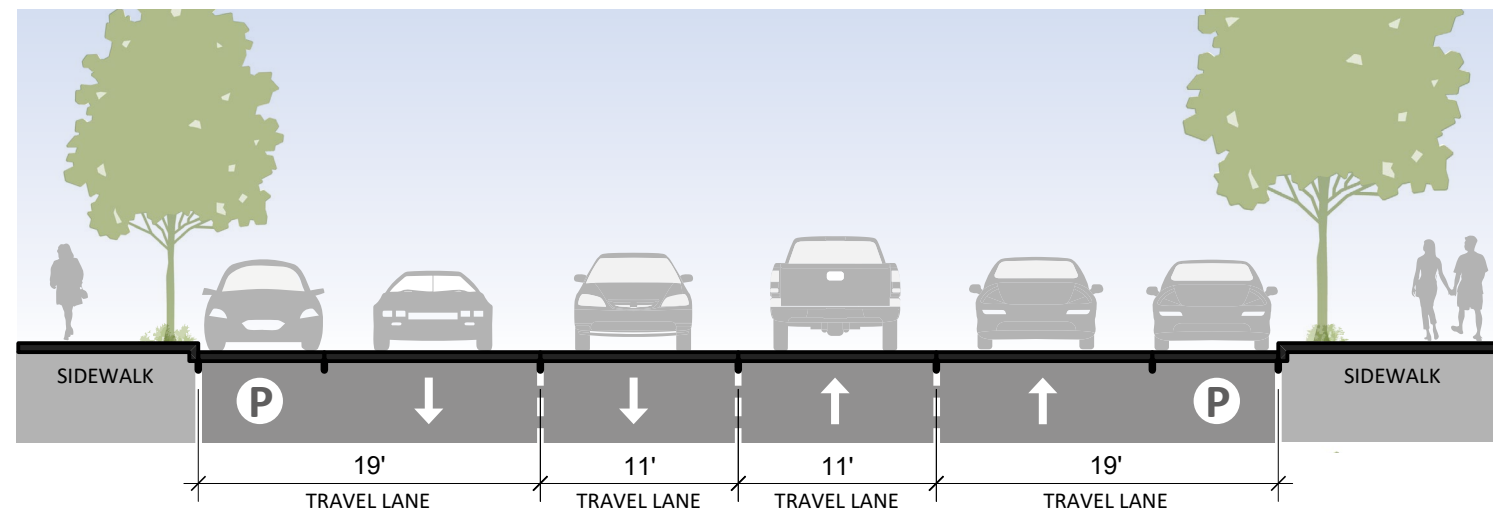 SIDEWALK
SIDEWALK
P
P
19'
11'
11'
19'
TRAVEL LANE
TRAVEL LANE
TRAVEL LANE
TRAVEL LANE